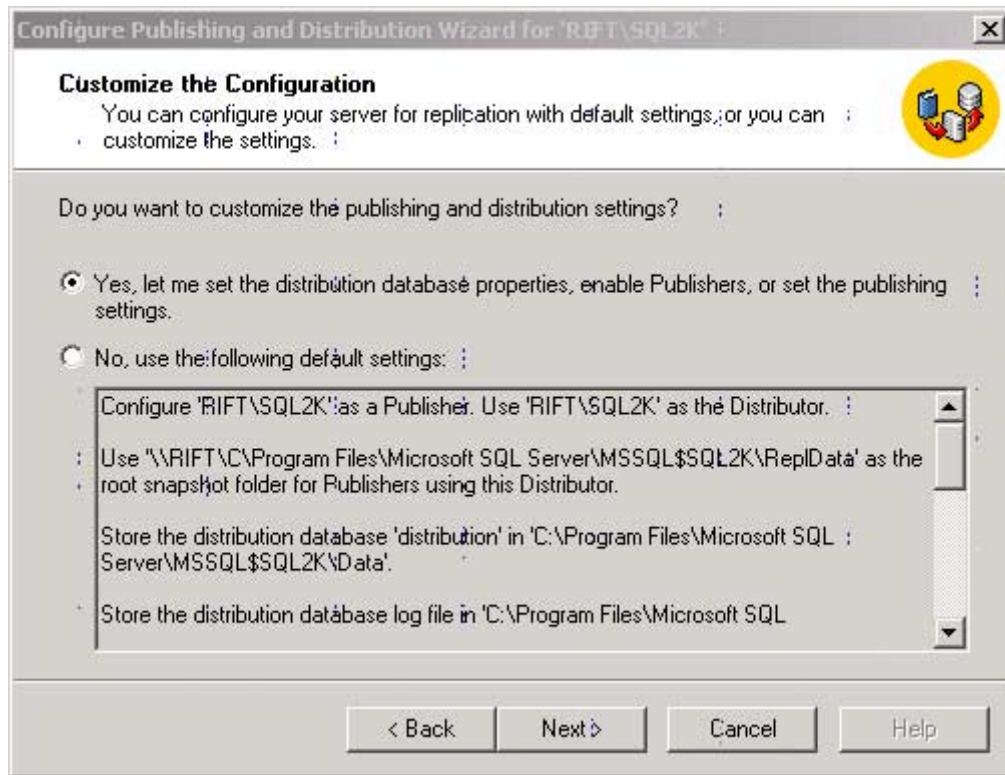 Configure Publishing and Distribution Wizard for 'RIFT\SQL2K'
Customize the Configuration
You can configure your server for replication with default settings, or you can
customize the settings.
Do you want to customize the publishing and distribution settings?
Yes, let me set the distribution database properties, enable Publishers, or set the publishing
settings.
No, use the following default settings:
Configure 'RIFT\SQL2K' as a Publisher. Use 'RIFT\SQL2K' as the Distributor.
Use '\\RIFT\C\Program Files\Microsoft SQL Server\MSSQL$SQL2K\ReplData' as the
root snapshot folder for Publishers using this Distributor.
Store the distribution database 'distribution' in 'C:\Program Files\Microsoft SQL
Server\MSSQL$SQL2K\Data'.
Store the distribution database log file in 'C:\Program Files\Microsoft SQL
< Back Next > Cancel Help